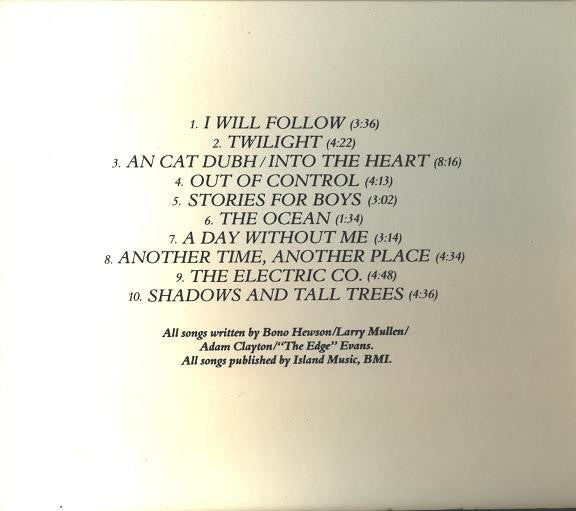 1. I WILL FOLLOW (3:36)
2. TWILIGHT (4:22)
3. AN CAT DUBH / INTO THE HEART (8:16)
4. OUT OF CONTROL (4:13)
5. STORIES FOR BOYS (3:02)
6. THE OCEAN (1:34)
7. A DAY WITHOUT ME (3:14)
8. ANOTHER TIME, ANOTHER PLACE (4:34)
9. THE ELECTRIC CO. (4:48)
10. SHADOWS AND TALL TREES (4:36)
All songs written by Bono Hewson/Larry Mullen/
Adam Clayton/"The Edge" Evans.
All songs published by Island Music, BMI.